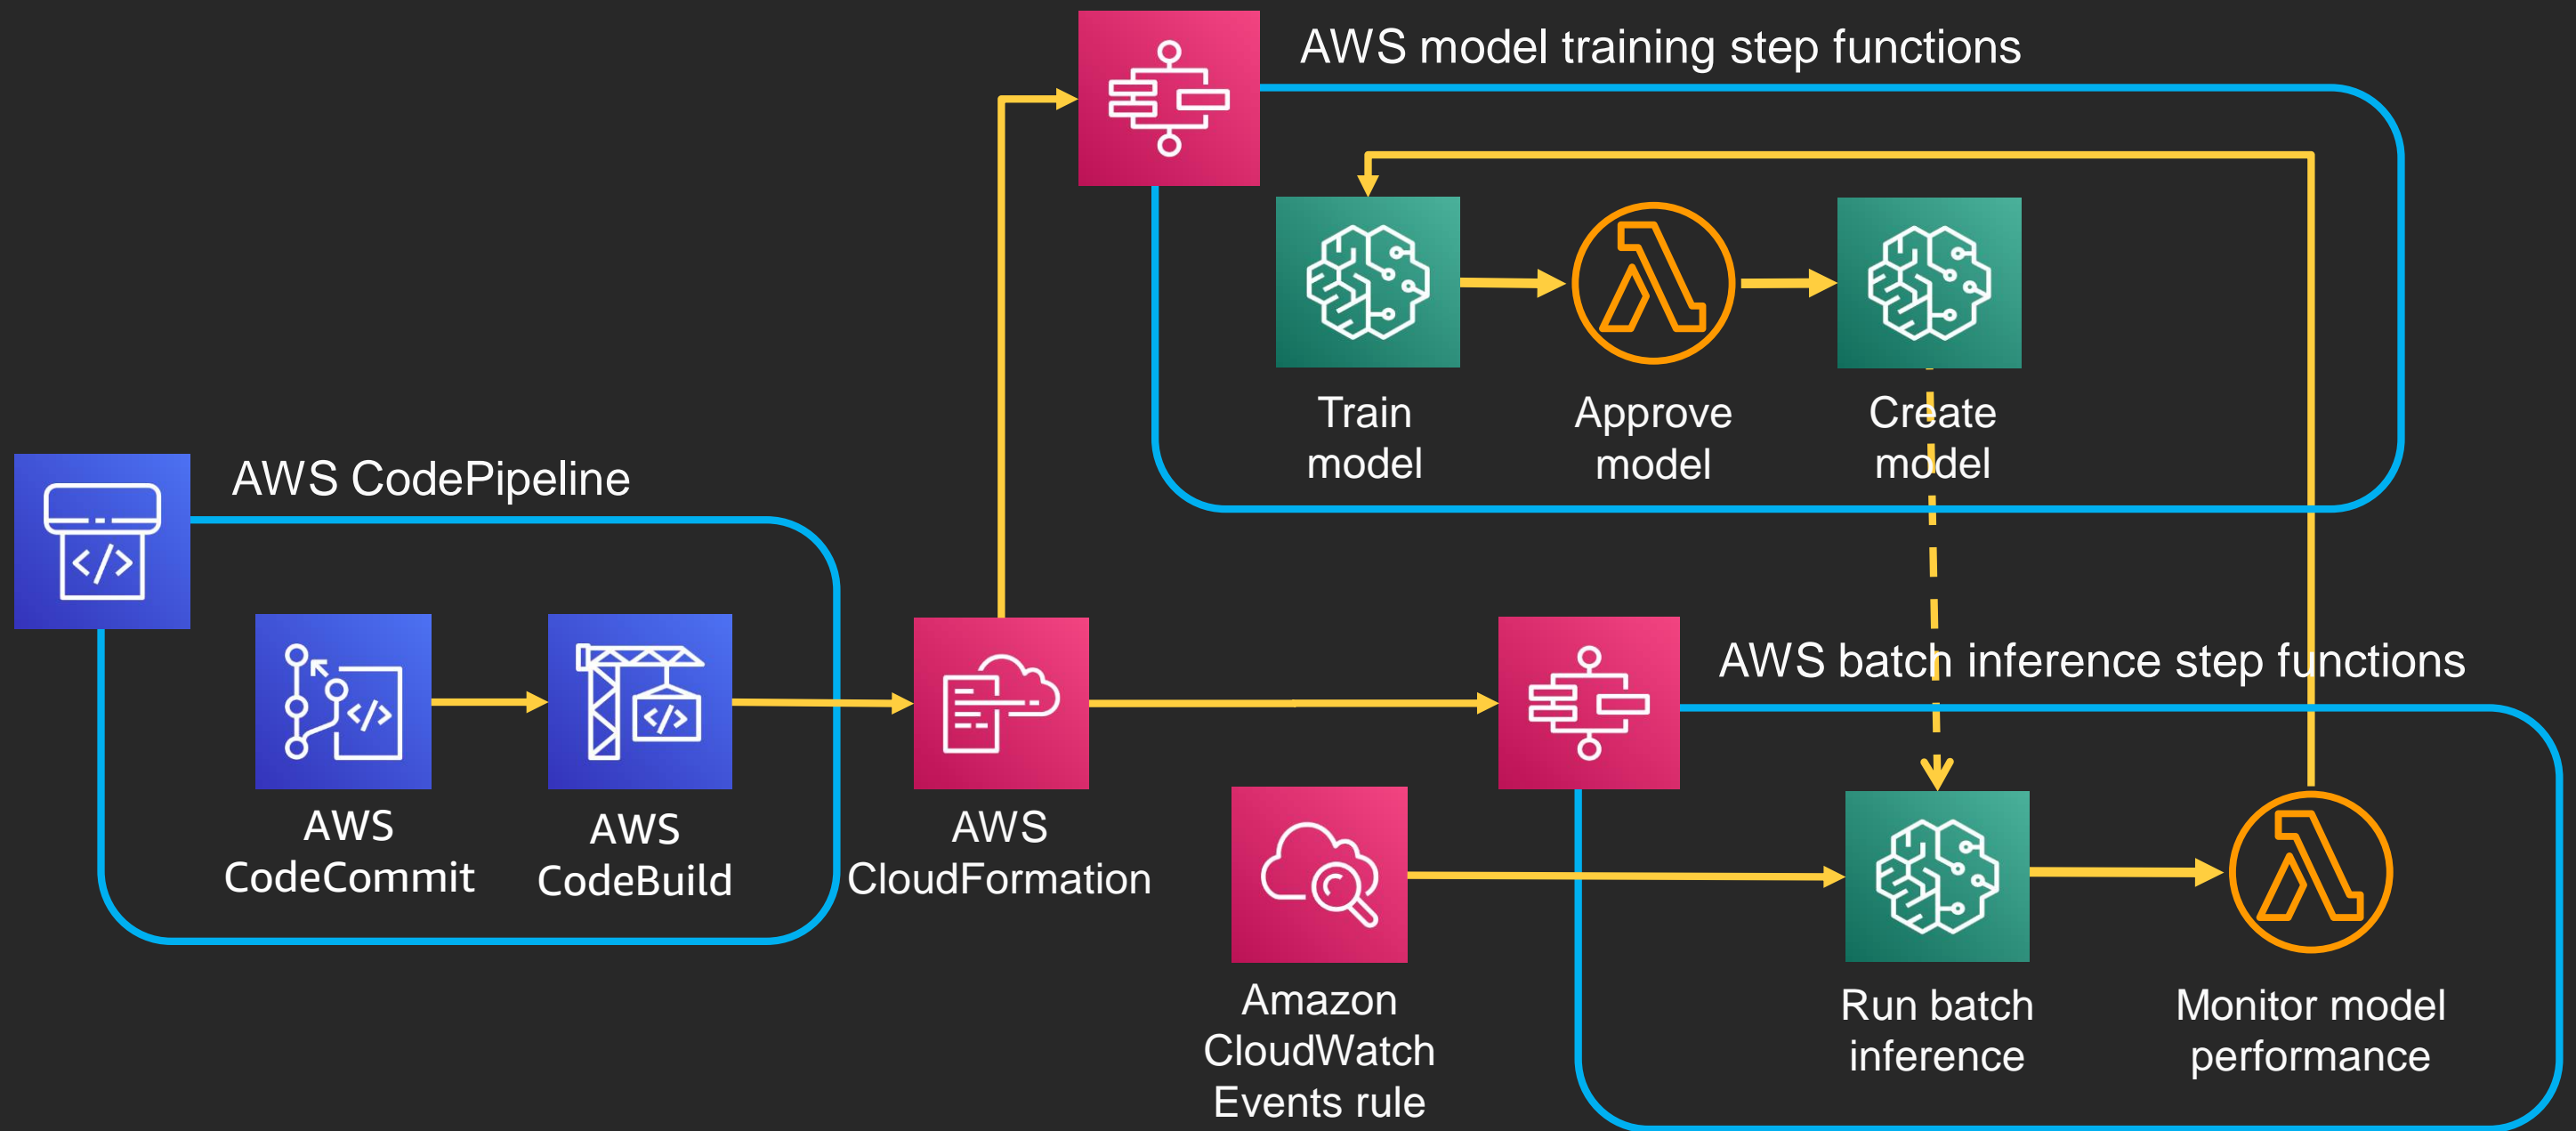 AWS model training step functions
Train
model
Approve
model
Create
model
AWS CodePipeline
AWS
CodeCommit
AWS
CodeBuild
AWS
CloudFormation
AWS batch inference step functions
Amazon
CloudWatch
Events rule
Run batch
inference
Monitor model
performance